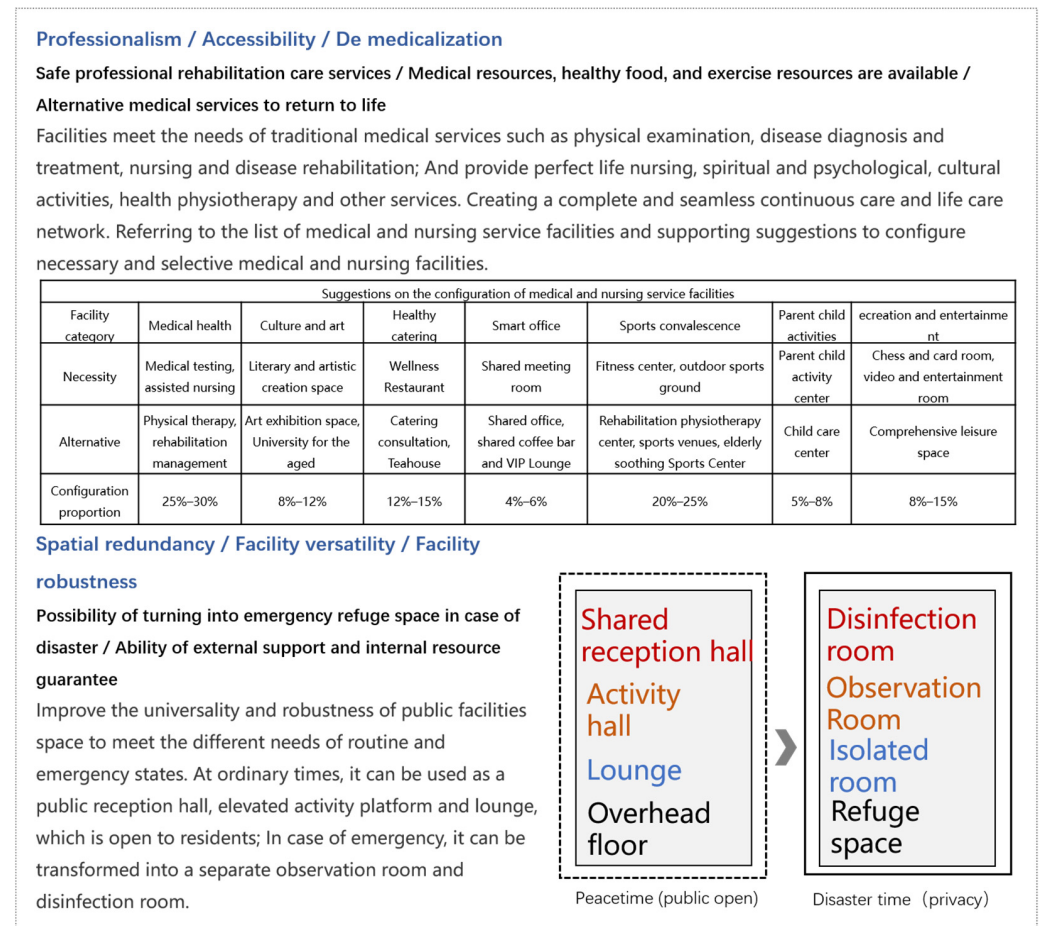 Professionalism / Accessibility / De medicalization
Safe professional rehabilitation care services / Medical resources, healthy food, and exercise resources are available /
Alternative medical services to return to life
Facilities meet the needs of traditional medical services such as physical examination, disease diagnosis and
treatment, nursing and disease rehabilitation; And provide perfect life nursing, spiritual and psychological, cultural
activities, health physiotherapy and other services. Creating a complete and seamless continuous care and life care
network. Referring to the list of medical and nursing service facilities and supporting suggestions to configure
necessary and selective medical and nursing facilities.
Suggestions on the configuration of medical and nursing service facilities
Facility
category
Medical health
Culture and art
Healthy
catering
Smart office
Sports convalescence
Parent child
activities
ecreation and entertainme
nt
Necessity
Medical testing,
assisted nursing
Literary and artistic
creation space
Wellness
Restaurant
Shared meeting
room
Fitness center, outdoor sports
ground
Parent child
activity
center
Chess and card room,
video and entertainment
room
Alternative
Physical therapy,
rehabilitation
management
Art exhibition space,
University for the
aged
Catering
consultation,
Teahouse
Shared office,
shared coffee bar
and VIP Lounge
Rehabilitation physiotherapy
center, sports venues, elderly
soothing Sports Center
Child care
center
Comprehensive leisure
space
Configuration
proportion
25%–30%
8%–12%
12%–15%
4%–6%
20%–25%
5%–8%
8%–15%
Spatial redundancy / Facility versatility / Facility
robustness
Possibility of turning into emergency refuge space in case of
disaster / Ability of external support and internal resource
guarantee
Improve the universality and robustness of public facilities
space to meet the different needs of routine and
emergency states. At ordinary times, it can be used as a
public reception hall, elevated activity platform and lounge,
which is open to residents; In case of emergency, it can be
transformed into a separate observation room and
disinfection room.
Shared
reception hall
Activity
hall
Lounge
Overhead
floor
Peacetime (public open)
Disinfection
room
Observation
Room
Isolated
room
Refuge
space
Disaster time（privacy）